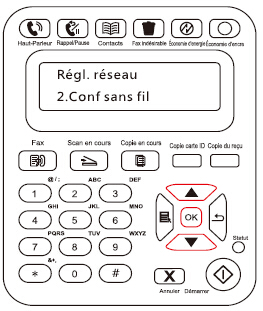 Haut-Parleur Rappel/Pause Contacts Fax indésirable Économie d'énergie Économie d'encre
Régl. réseau
2.Conf sans fil
Fax Scan en cours Copie en cours Copie carte ID Copie du reçu
@/: ABC DEF
1 2 3
GHI JKL MNO
4 5 6 OK
PQRS TUV WXYZ
7 8 9 Statut
&+,
* 0 # X
Annuler Démarrer